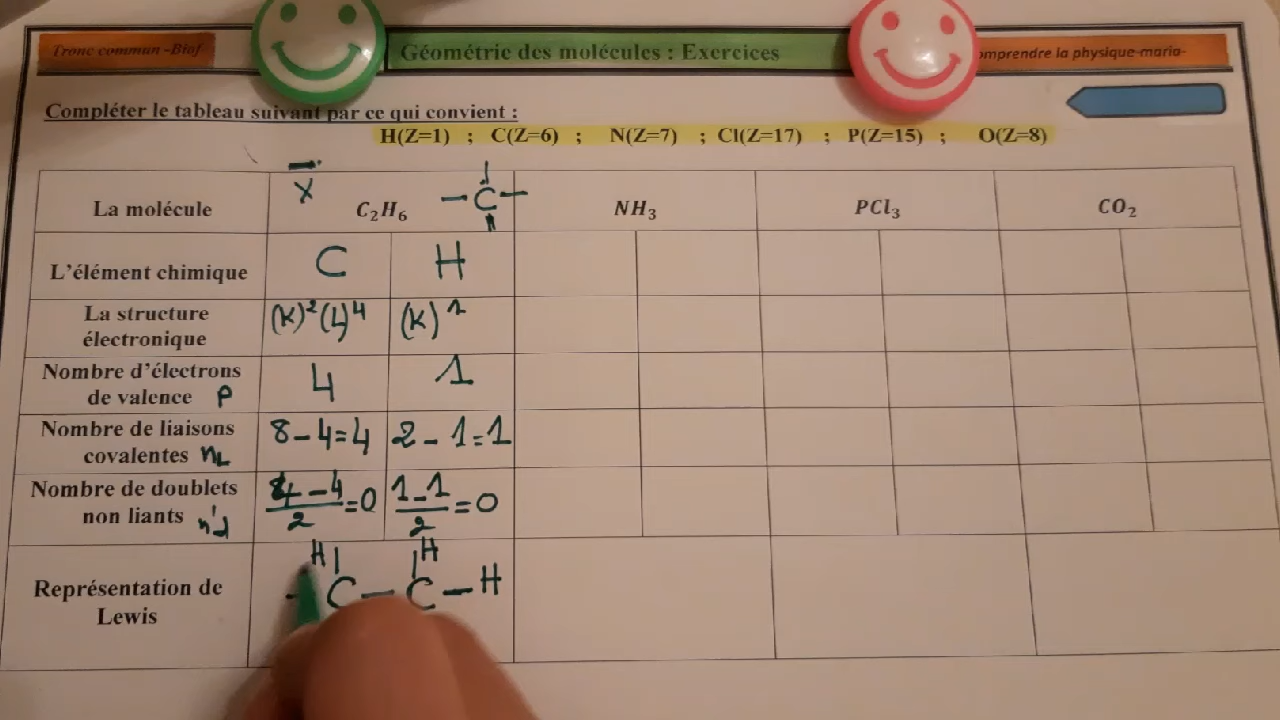 Tronc commun -Biof
Géométrie des molécules : Exercices
omprendre la physique-maria-
Compléter le tableau suivant par ce qui convient :
H(Z=1) ; C(Z=6) ; N(Z=7) ; Cl(Z=17) ; P(Z=15) ; O(Z=8)
La molécule X C₂H₆ – C – NH₃ PCl₃ CO₂
L'élément chimique C H
La structure
électronique (K)²(L)⁴ (K)¹
Nombre d'électrons
de valence p 4 1
Nombre de liaisons
covalentes nL 8-4=4 2-1=1
Nombre de doublets
non liants n'd 4-4/2=0 1-1/2=0
Représentation de
Lewis
H H
- C - C - H